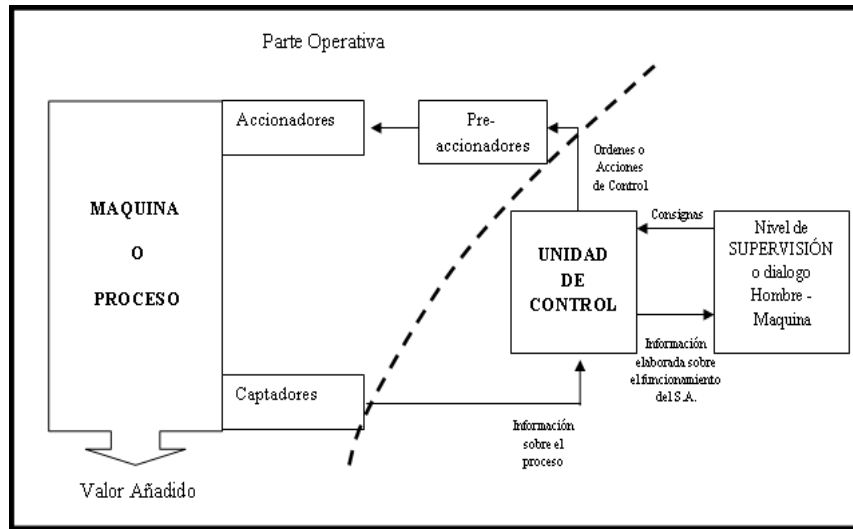 Parte Operativa
Accionadores
Pre-
accionadores
Ordenes o
Acciones
de Control
MAQUINA
O
PROCESO
UNIDAD
DE
CONTROL
Consignas
Nivel de
SUPERVISIÓN
o dialogo
Hombre -
Maquina
Información
elaborada sobre
el funcionamiento
del S.A.
Captadores
Información
sobre el
proceso
Valor Añadido